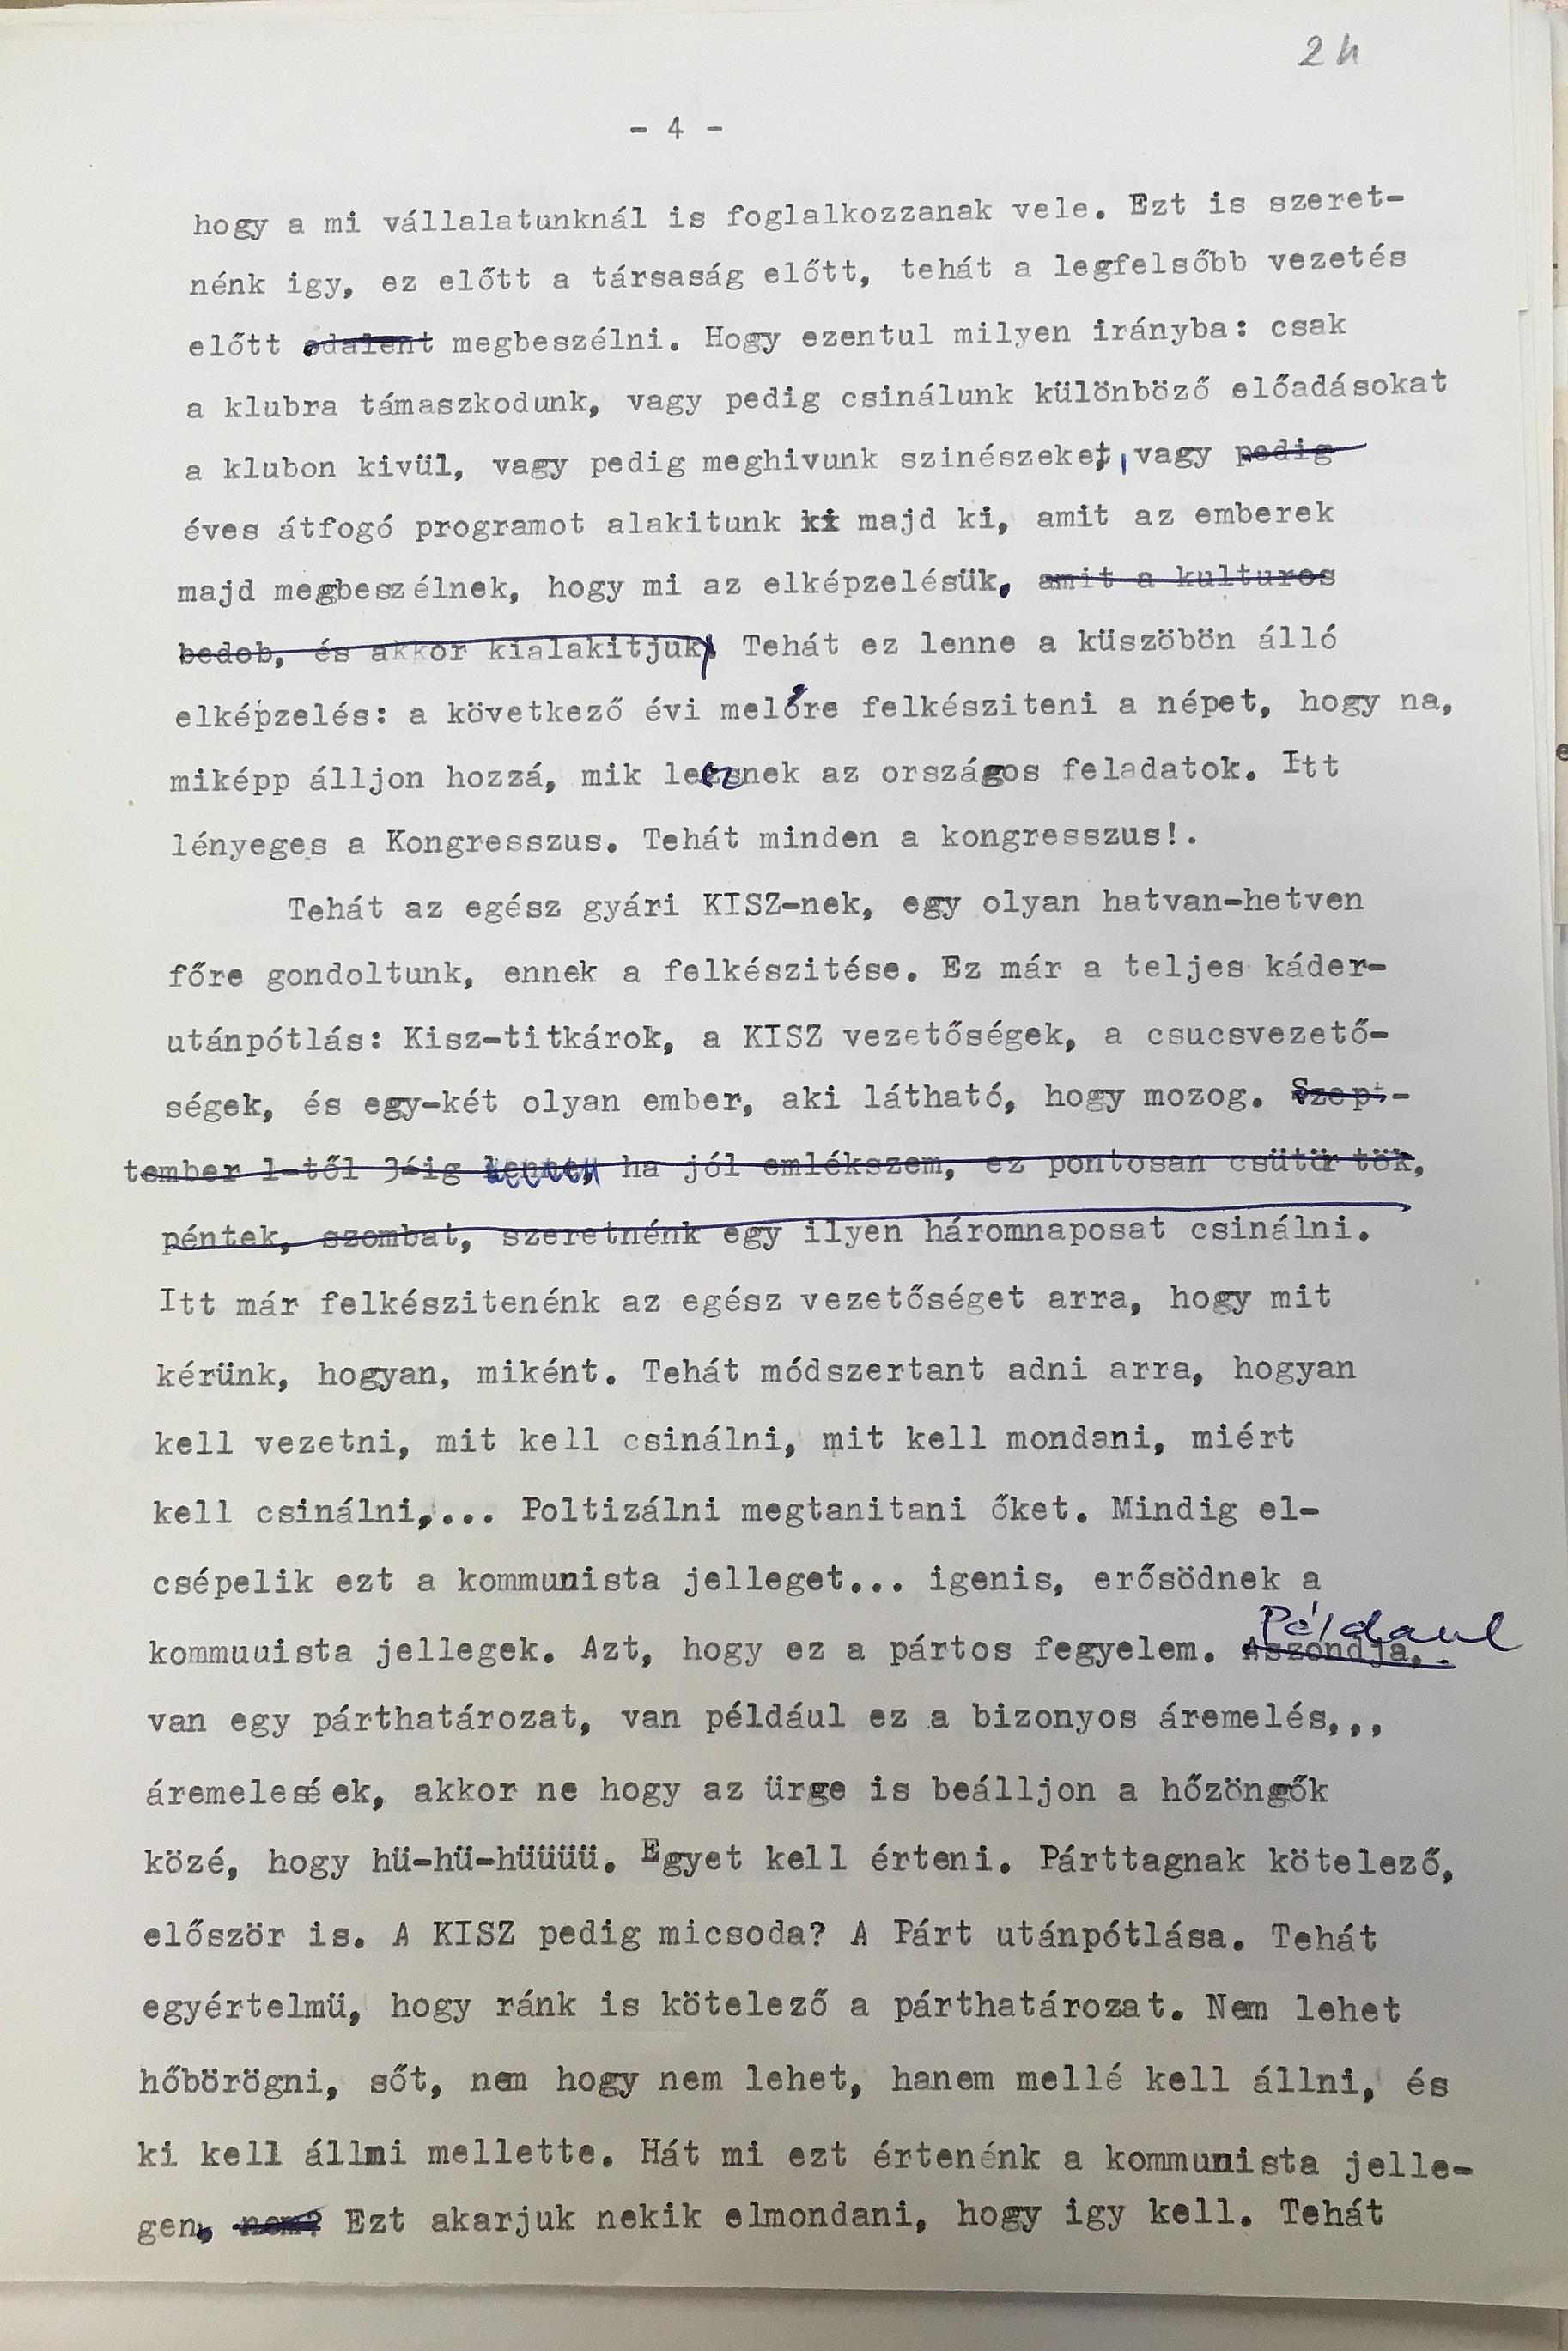 24
- 4 -
hogy a mi vállalatunknál is foglalkozzanak vele. Ezt is szeret-
nénk igy, ez előtt a társaság előtt, tehát a legfelsőbb vezetés
előtt odalent megbeszélni. Hogy ezentul milyen irányba: csak
a klubra támaszkodunk, vagy pedig csinálunk különböző előadásokat
a klubon kivül, vagy pedig meghivunk szinészeket, vagy pedig
éves átfogó programot alakitunk ki majd ki, amit az emberek
majd megbeszélnek, hogy mi az elképzelésük, amit a kulturos
bedob, és akkor kialakitjuk. Tehát ez lenne a küszöbön álló
elképzelés: a következő évi melóre felkésziteni a népet, hogy na,
miképp álljon hozzá, mik leeznek az országos feladatok. Itt
lényeges a Kongresszus. Tehát minden a kongresszus!.
Tehát az egész gyári KISZ-nek, egy olyan hatvan-hetven
főre gondoltunk, ennek a felkészitése. Ez már a teljes káder-
utánpótlás: Kisz-titkárok, a KISZ vezetőségek, a csucsvezető-
ségek, és egy-két olyan ember, aki látható, hogy mozog. Szept-
tember 1-től 3áig lenne, ha jól emlékszem, ez pontosan csütör tök,
péntek, szombat, szeretnénk egy ilyen háromnaposat csinálni.
Itt már felkészitenénk az egész vezetőséget arra, hogy mit
kérünk, hogyan, miként. Tehát módszertant adni arra, hogyan
kell vezetni, mit kell csinálni, mit kell mondani, miért
kell csinálni,... Poltizálni megtanitani őket. Mindig el-
csépelik ezt a kommunista jelleget... igenis, erősödnek a
kommuuista jellegek. Azt, hogy ez a pártos fegyelem. Aszondja,.
Például
van egy párthatározat, van például ez a bizonyos áremelés,,,
áremelesé ek, akkor ne hogy az ürge is beálljon a hőzöngők
közé, hogy hü-hü-hüüüü. Egyet kell érteni. Párttagnak kötelező,
először is. A KISZ pedig micsoda? A Párt utánpótlása. Tehát
egyértelmü, hogy ránk is kötelező a párthatározat. Nem lehet
hőbörögni, sőt, nem hogy nem lehet, hanem mellé kell állni, és
ki kell állni mellette. Hát mi ezt értenénk a kommunista jelle-
gen, nem? Ezt akarjuk nekik elmondani, hogy igy kell. Tehát